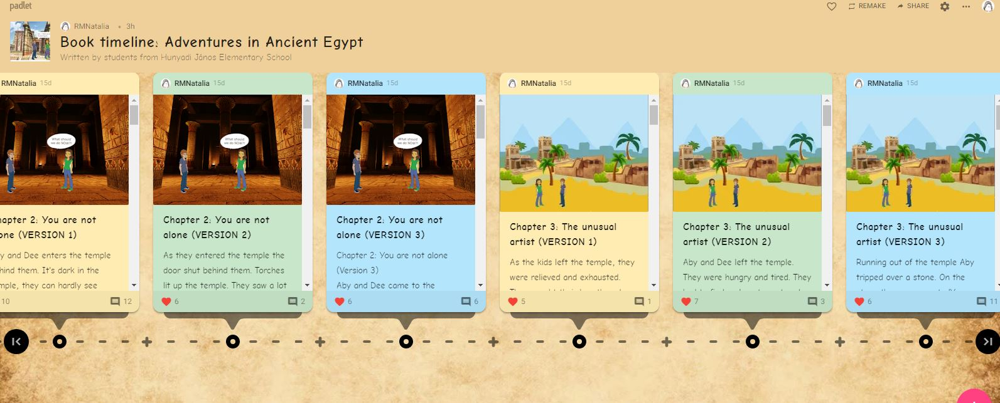 padlet
REMAKE
SHARE
RMNatalia • 3h
Book timeline: Adventures in Ancient Egypt
Written by students from Hunyadi János Elementary School
RMNatalia 15d
What should
we do NOW?!
hapter 2: You are not
one (VERSION 1)
y and Dee enters the temple
hind them. It's dark in the
mple, they can hardly see
10
12
RMNatalia 15d
What should
we do NOW?!
Chapter 2: You are not
alone (VERSION 2)
As they entered the temple the
door shut behind them. Torches
lit up the temple. They saw a lot
6
2
RMNatalia 15d
What should
we do NOW?!
Chapter 2: You are not
alone (VERSION 3)
Chapter 2: You are not alone
(Version 3)
Aby and Dee came to the
6
6
RMNatalia 15d
Chapter 3: The unusual
artist (VERSION 1)
As the kids left the temple, they
were relieved and exhausted.
5
1
RMNatalia 15d
Chapter 3: The unusual
artist (VERSION 2)
Aby and Dee left the temple.
They were hungry and tired. They
7
3
RMNatalia 15d
Chapter 3: The unusual
artist (VERSION 3)
Running out of the temple Aby
tripped over a stone. On the
6
11